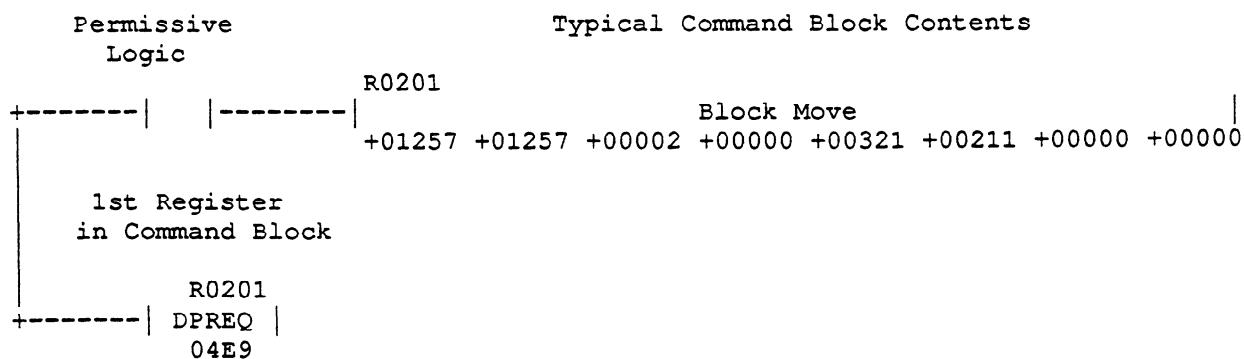 Permissive Typical Command Block Contents
Logic
R0201
Block Move
+01257 +01257 +00002 +00000 +00321 +00211 +00000 +00000
1st Register
in Command Block
R0201
DPREQ
04E9